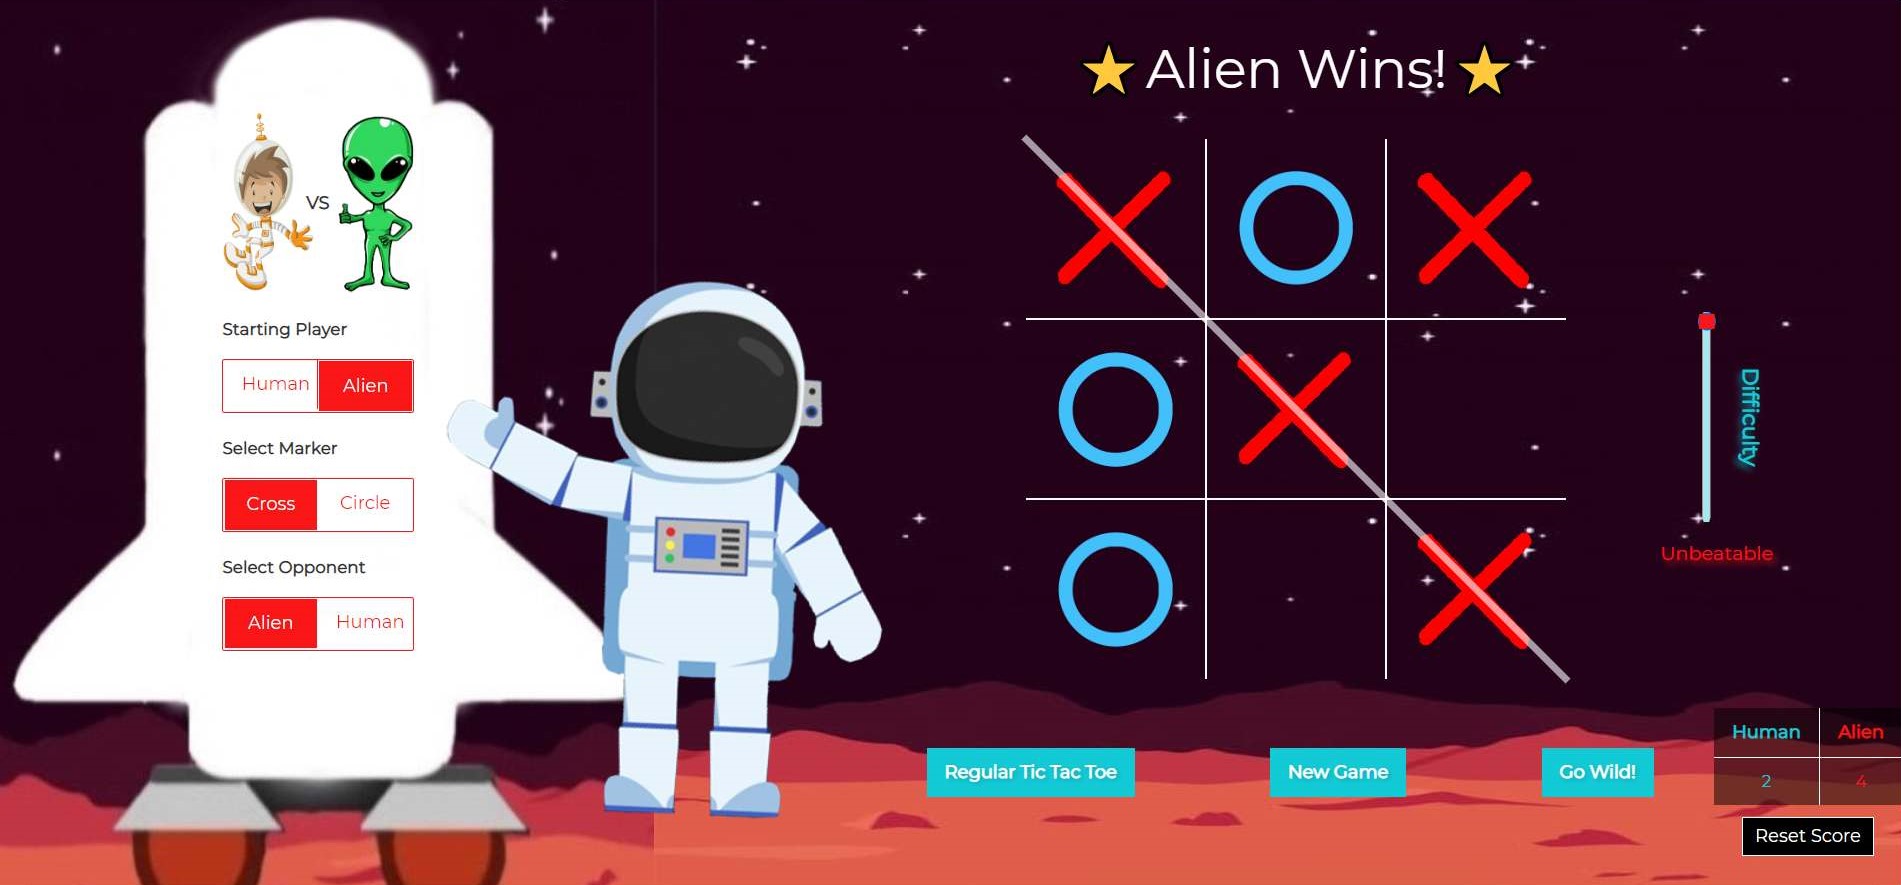 Alien Wins!
VS
Starting Player
Human Alien
Select Marker
Cross Circle
Select Opponent
Alien Human
Difficulty
Unbeatable
Regular Tic Tac Toe
New Game
Go Wild!
Human Alien
2 4
Reset Score